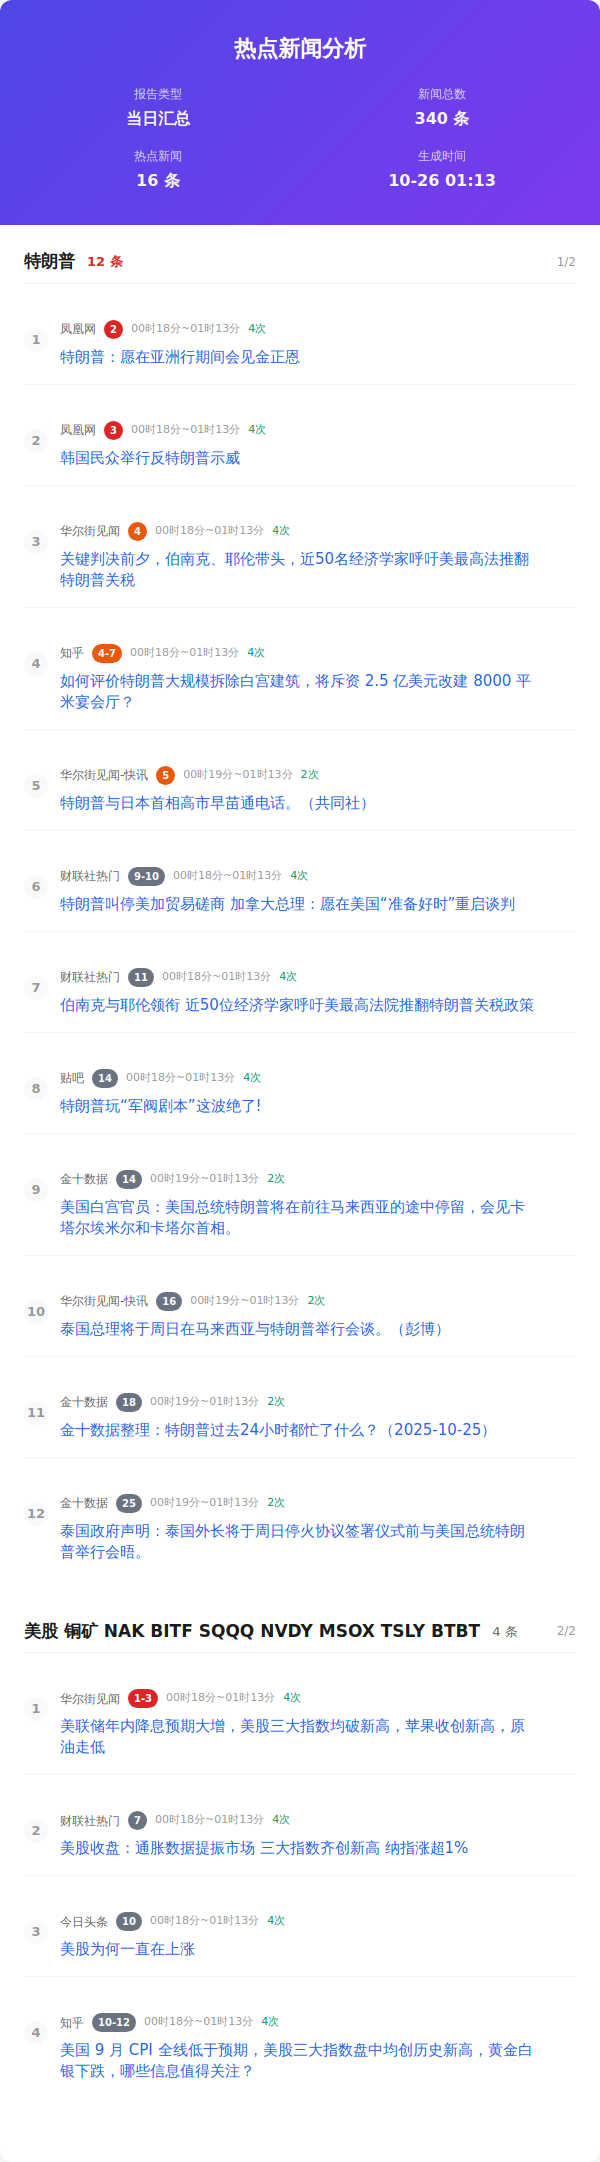 热点新闻分析
报告类型
当日汇总
新闻总数
340 条
热点新闻
16 条
生成时间
10-26 01:13
特朗普 12 条 1/2
1
凤凰网 2 00时18分~01时13分 4次
特朗普：愿在亚洲行期间会见金正恩
2
凤凰网 3 00时18分~01时13分 4次
韩国民众举行反特朗普示威
3
华尔街见闻 4 00时18分~01时13分 4次
关键判决前夕，伯南克、耶伦带头，近50名经济学家呼吁美最高法推翻
特朗普关税
4
知乎 4-7 00时18分~01时13分 4次
如何评价特朗普大规模拆除白宫建筑，将斥资 2.5 亿美元改建 8000 平
米宴会厅？
5
华尔街见闻-快讯 5 00时19分~01时13分 2次
特朗普与日本首相高市早苗通电话。（共同社）
6
财联社热门 9-10 00时18分~01时13分 4次
特朗普叫停美加贸易磋商 加拿大总理：愿在美国“准备好时”重启谈判
7
财联社热门 11 00时18分~01时13分 4次
伯南克与耶伦领衔 近50位经济学家呼吁美最高法院推翻特朗普关税政策
8
贴吧 14 00时18分~01时13分 4次
特朗普玩“军阀剧本”这波绝了!
9
金十数据 14 00时19分~01时13分 2次
美国白宫官员：美国总统特朗普将在前往马来西亚的途中停留，会见卡
塔尔埃米尔和卡塔尔首相。
10
华尔街见闻-快讯 16 00时19分~01时13分 2次
泰国总理将于周日在马来西亚与特朗普举行会谈。（彭博）
11
金十数据 18 00时19分~01时13分 2次
金十数据整理：特朗普过去24小时都忙了什么？（2025-10-25）
12
金十数据 25 00时19分~01时13分 2次
泰国政府声明：泰国外长将于周日停火协议签署仪式前与美国总统特朗
普举行会晤。
美股 铜矿 NAK BITF SQQQ NVDY MSOX TSLY BTBT 4 条 2/2
1
华尔街见闻 1-3 00时18分~01时13分 4次
美联储年内降息预期大增，美股三大指数均破新高，苹果收创新高，原
油走低
2
财联社热门 7 00时18分~01时13分 4次
美股收盘：通胀数据提振市场 三大指数齐创新高 纳指涨超1%
3
今日头条 10 00时18分~01时13分 4次
美股为何一直在上涨
4
知乎 10-12 00时18分~01时13分 4次
美国 9 月 CPI 全线低于预期，美股三大指数盘中均创历史新高，黄金白
银下跌，哪些信息值得关注？